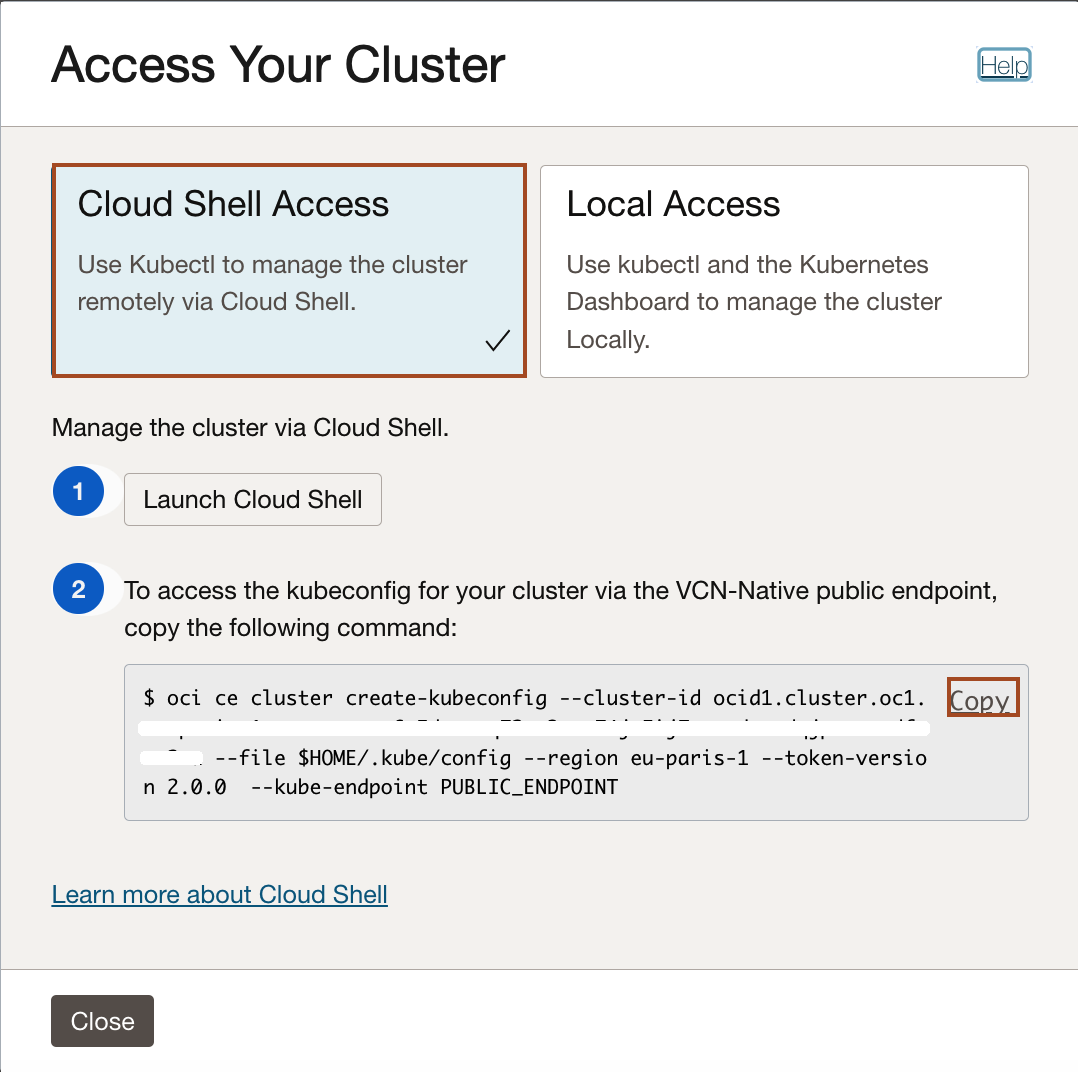 Access Your Cluster
Help
Cloud Shell Access
Use Kubectl to manage the cluster
remotely via Cloud Shell.
Local Access
Use kubectl and the Kubernetes
Dashboard to manage the cluster
Locally.
Manage the cluster via Cloud Shell.
1
Launch Cloud Shell
2
To access the kubeconfig for your cluster via the VCN-Native public endpoint,
copy the following command:
$ oci ce cluster create-kubeconfig --cluster-id ocid1.cluster.oc1.
Copy
--file $HOME/.kube/config --region eu-paris-1 --token-versio
n 2.0.0  --kube-endpoint PUBLIC_ENDPOINT
Learn more about Cloud Shell
Close